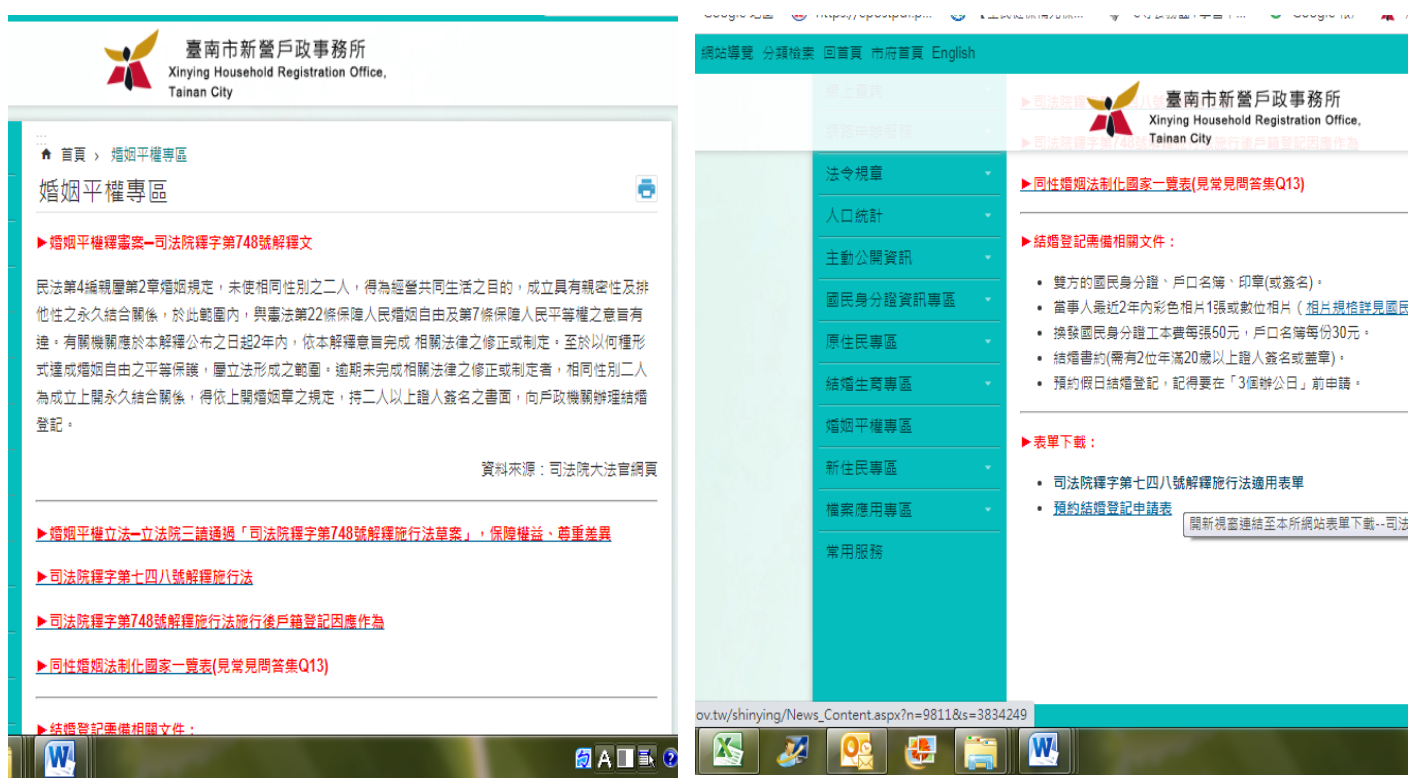 臺南市新營戶政事務所
Xinying Household Registration Office,
Tainan City
首頁 › 婚姻平權專區
婚姻平權專區
▶婚姻平權釋憲案─司法院釋字第748號解釋文
民法第4編親屬第2章婚姻規定，未使相同性別之二人，得為經營共同生活之目的，成立具有親密性及排
他性之永久結合關係，於此範圍內，與憲法第22條保障人民婚姻自由及第7條保障人民平等權之意旨有
違。有關機關應於本解釋公布之日起2年內，依本解釋意旨完成 相關法律之修正或制定。至於以何種形
式達成婚姻自由之平等保護，屬立法形成之範圍。逾期未完成相關法律之修正或制定者，相同性別二人
為成立上開永久結合關係，得依上開婚姻章之規定，持二人以上證人簽名之書面，向戶政機關辦理結婚
登記。
資料來源：司法院大法官網頁
▶婚姻平權立法─立法院三讀通過「司法院釋字第748號解釋施行法草案」，保障權益、尊重差異
▶司法院釋字第七四八號解釋施行法
▶司法院釋字第748號解釋施行法施行後戶籍登記因應作為
▶同性婚姻法制化國家一覽表(見常見問答集Q13)
▶結婚登記需備相關文件：
網站導覽 分類檢索 回首頁 市府首頁 English
臺南市新營戶政事務所
Xinying Household Registration Office,
Tainan City
線上查詢
法令規章
人口統計
主動公開資訊
國民身分證資訊專區
原住民專區
結婚生育專區
婚姻平權專區
新住民專區
檔案應用專區
常用服務
▶同性婚姻法制化國家一覽表(見常見問答集Q13)
▶結婚登記需備相關文件：
• 雙方的國民身分證、戶口名簿、印章(或簽名)。
• 當事人最近2年內彩色相片1張或數位相片（相片規格詳見國民
• 換發國民身分證工本費每張50元，戶口名簿每份30元。
• 結婚書約(需有2位年滿20歲以上證人簽名或蓋章)。
• 預約假日結婚登記，記得要在「3個辦公日」前申請。
▶表單下載：
• 司法院釋字第七四八號解釋施行法適用表單
• 預約結婚登記申請表
開新視窗連結至本所網站表單下載--司法
ov.tw/shinying/News_Content.aspx?n=9811&s=3834249